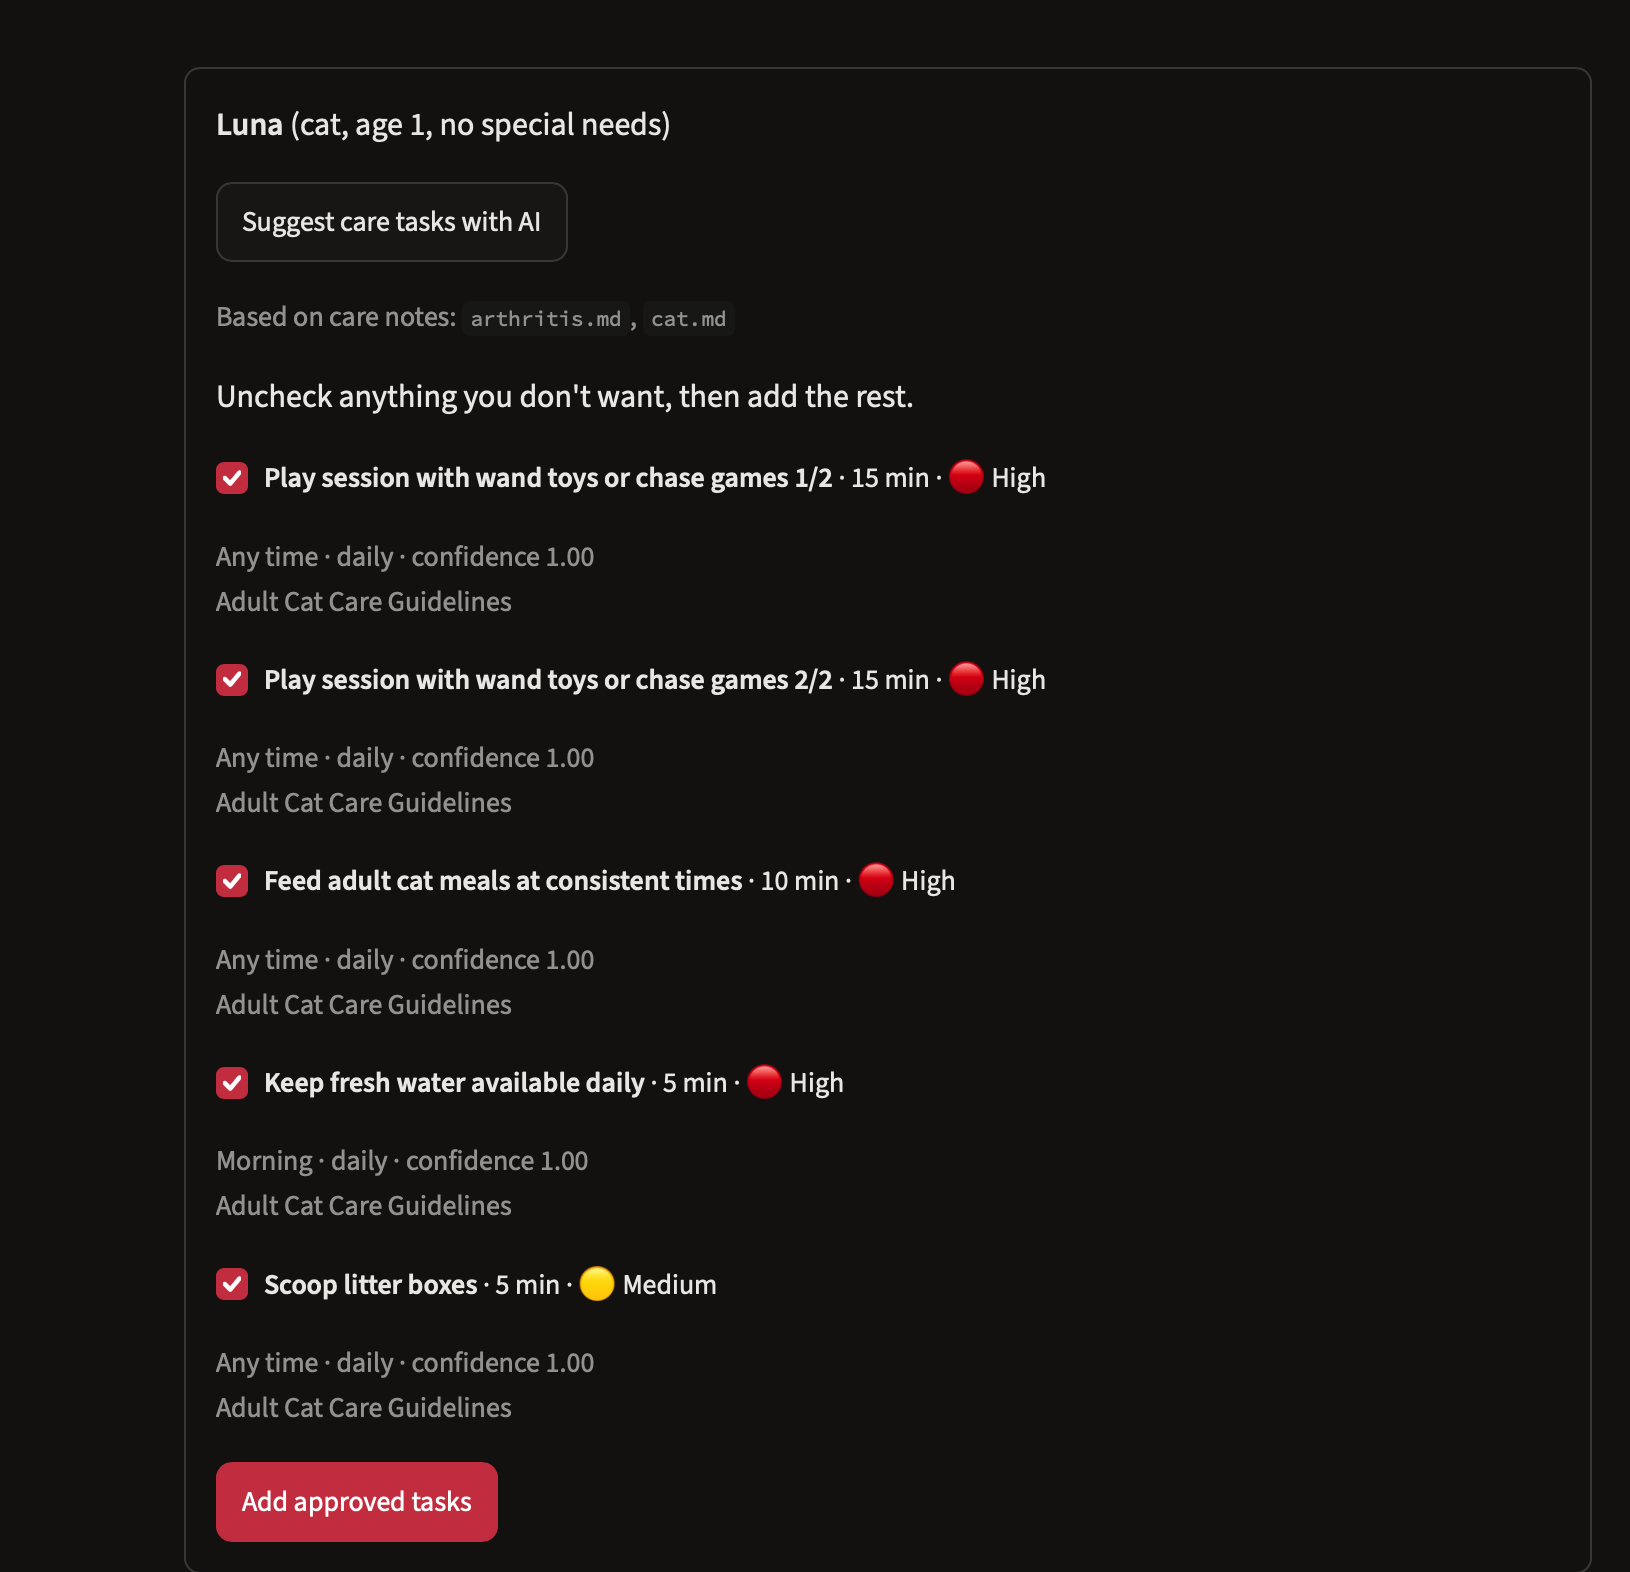 Luna (cat, age 1, no special needs)
Suggest care tasks with AI
Based on care notes: arthritis.md, cat.md
Uncheck anything you don't want, then add the rest.
Play session with wand toys or chase games 1/2 · 15 min · 🔴 High
Any time · daily · confidence 1.00
Adult Cat Care Guidelines
Play session with wand toys or chase games 2/2 · 15 min · 🔴 High
Any time · daily · confidence 1.00
Adult Cat Care Guidelines
Feed adult cat meals at consistent times · 10 min · 🔴 High
Any time · daily · confidence 1.00
Adult Cat Care Guidelines
Keep fresh water available daily · 5 min · 🔴 High
Morning · daily · confidence 1.00
Adult Cat Care Guidelines
Scoop litter boxes · 5 min · 🟡 Medium
Any time · daily · confidence 1.00
Adult Cat Care Guidelines
Add approved tasks